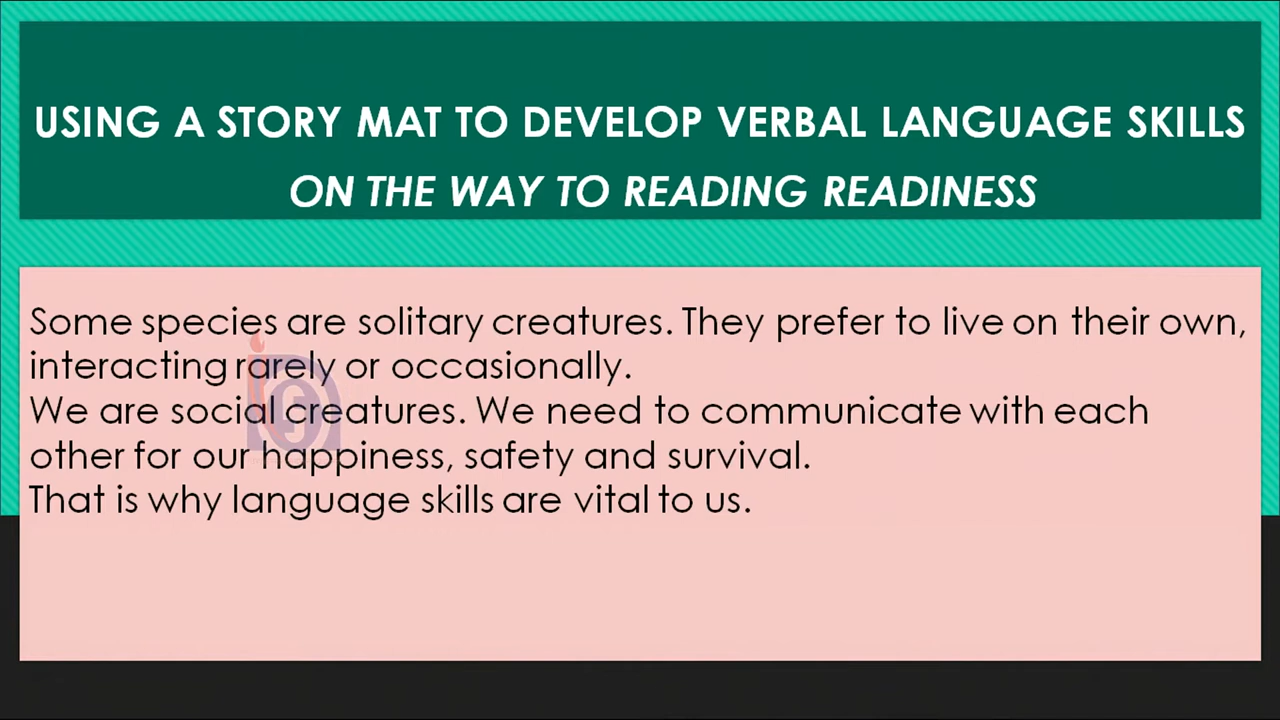 USING A STORY MAT TO DEVELOP VERBAL LANGUAGE SKILLS
ON THE WAY TO READING READINESS
Some species are solitary creatures. They prefer to live on their own,
interacting rarely or occasionally.
We are social creatures. We need to communicate with each
other for our happiness, safety and survival.
That is why language skills are vital to us.